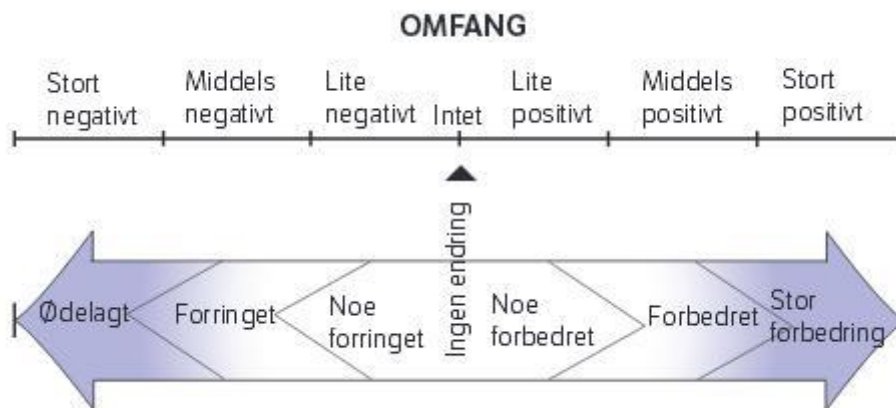 OMFANG
Stort
negativt
Middels
negativt
Lite
negativt
Intet
Lite
positivt
Middels
positivt
Stort
positivt
Ødelagt
Forringet
Noe
forringet
Ingen endring
Noe
forbedret
Forbedret
Stor
forbedring